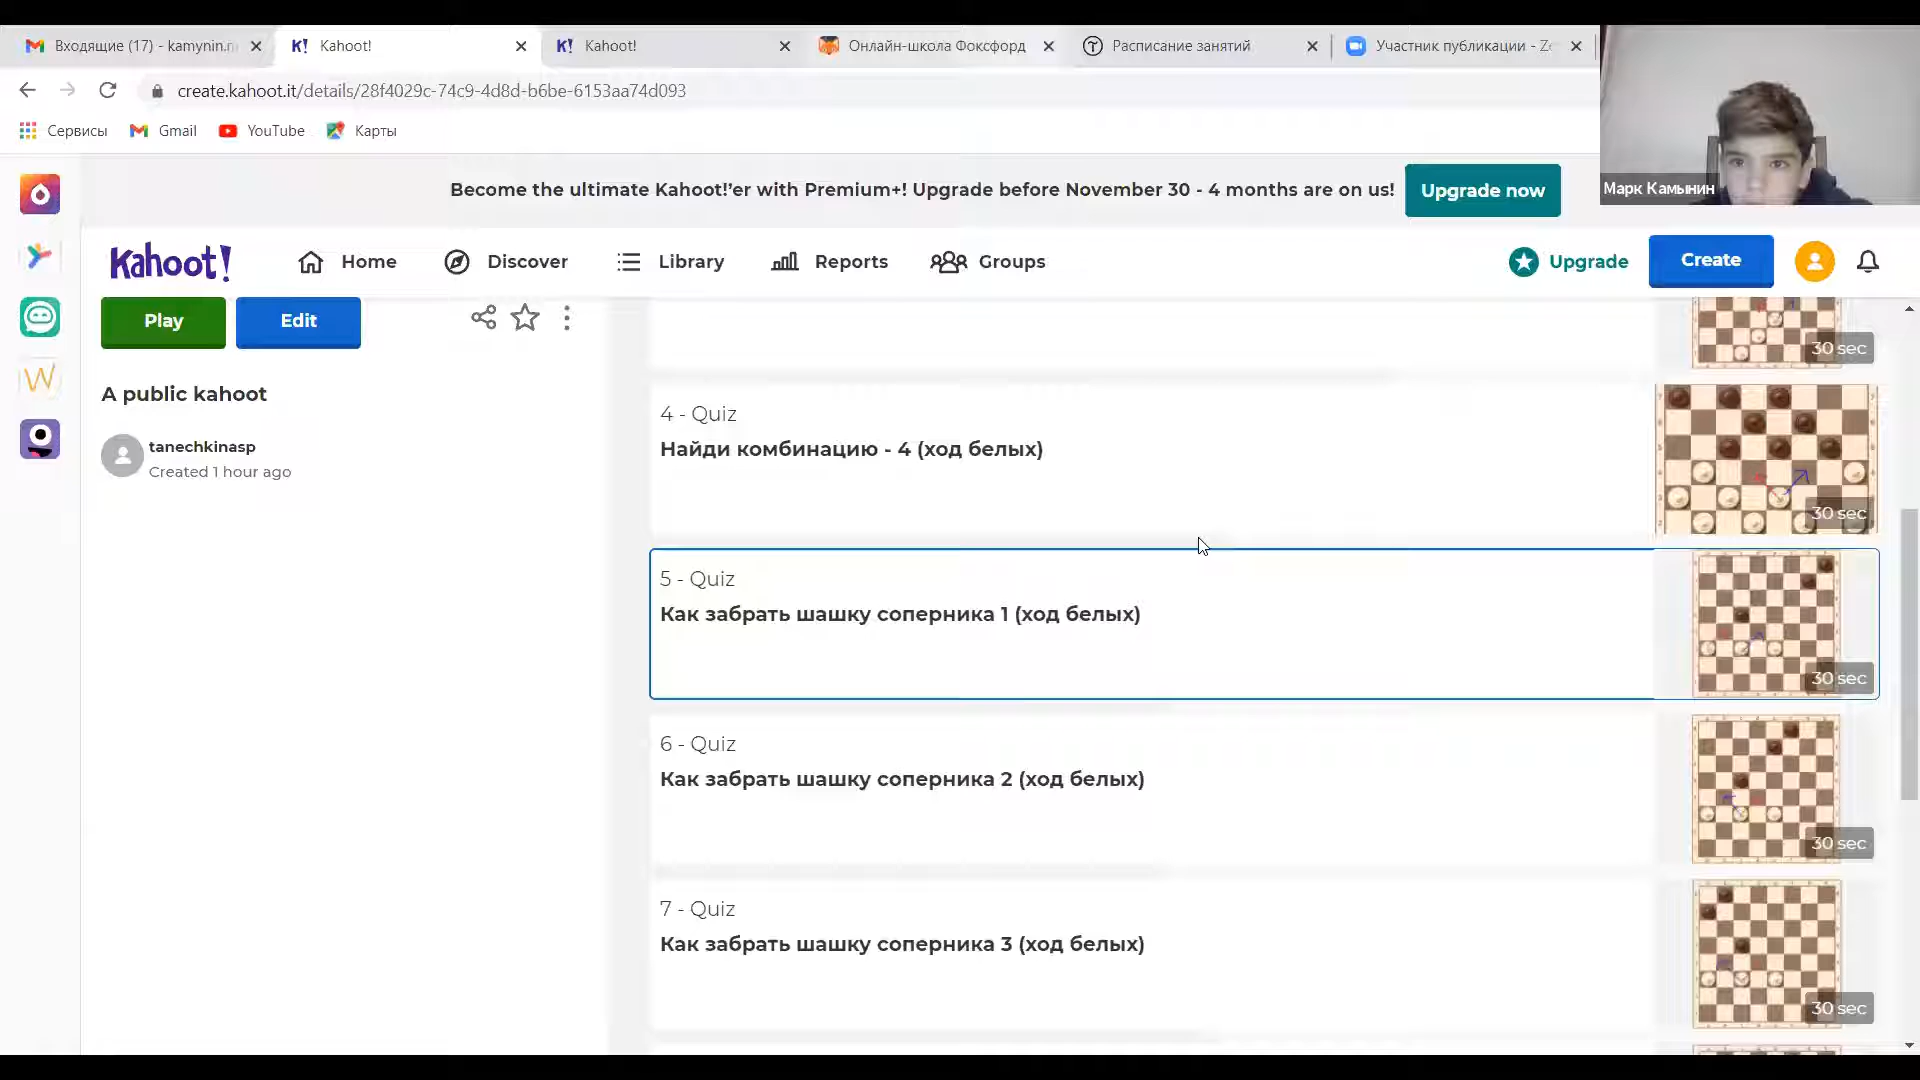 Входящие (17) - kamynin.
Kahoot!
Kahoot!
Онлайн-школа Фоксфорд
Расписание занятий
Участник публикации - Ze
create.kahoot.it/details/28f4029c-74c9-4d8d-b6be-6153aa74d093
Сервисы
Gmail
YouTube
Карты
Become the ultimate Kahoot!'er with Premium+! Upgrade before November 30 - 4 months are on us!
Upgrade now
Марк Камынин
Kahoot!
Home
Discover
Library
Reports
Groups
Upgrade
Create
Play
Edit
30 sec
A public kahoot
tanechkinasp
Created 1 hour ago
4 - Quiz
Найди комбинацию - 4 (ход белых)
30 sec
5 - Quiz
Как забрать шашку соперника 1 (ход белых)
30 sec
6 - Quiz
Как забрать шашку соперника 2 (ход белых)
30 sec
7 - Quiz
Как забрать шашку соперника 3 (ход белых)
30 sec